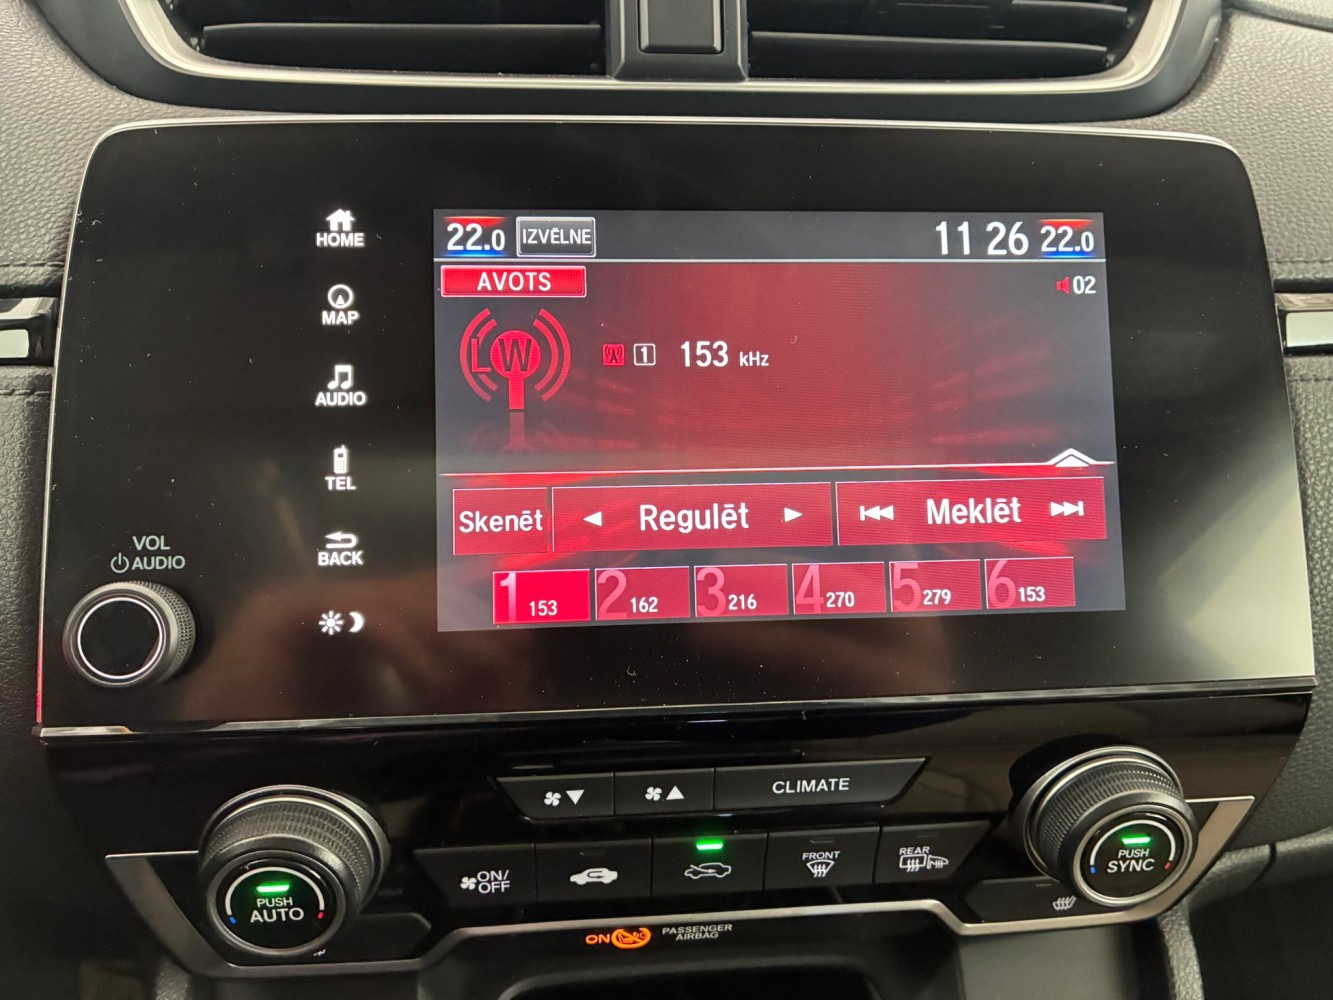 HOME
MAP
AUDIO
TEL
BACK
VOL
AUDIO
22.0 IZVĒLNE 11 26 22.0
AVOTS 02
LW 1 153 kHz
Skenēt Regulēt Meklēt
1 153 2 162 3 216 4 270 5 279 6 153
CLIMATE
PUSH
AUTO
ON/
OFF
FRONT
REAR
PUSH
SYNC
ON
PASSENGER
AIRBAG